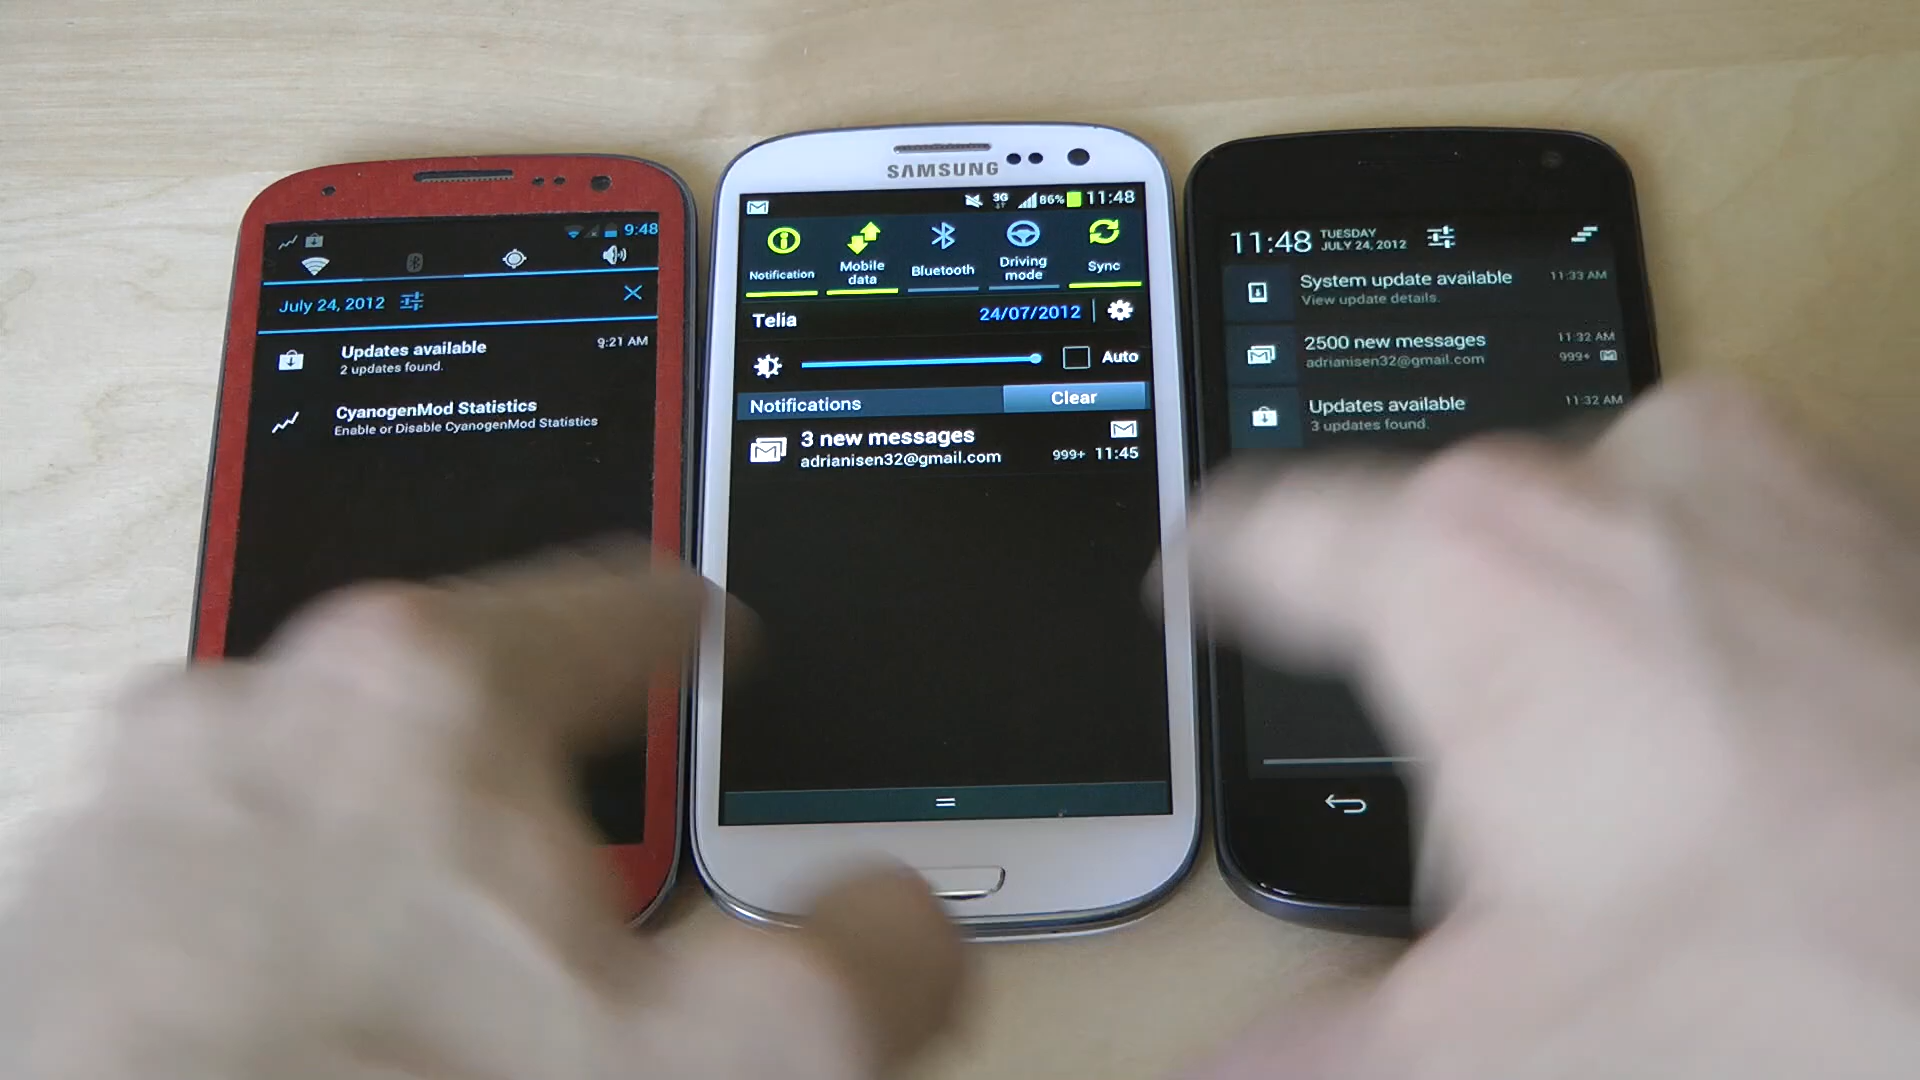 9:48
July 24, 2012
Updates available
9:21 AM
2 updates found.
CyanogenMod Statistics
Enable or Disable CyanogenMod Statistics
SAMSUNG
3G
86%
11:48
Notification
Mobile data
Bluetooth
Driving mode
Sync
Telia
24/07/2012
Auto
Notifications
Clear
3 new messages
adrianisen32@gmail.com
999+ 11:45
11:48
TUESDAY
JULY 24, 2012
System update available
11:33 AM
View update details.
2500 new messages
11:32 AM
adrianisen32@gmail.com
999+
Updates available
11:32 AM
3 updates found.